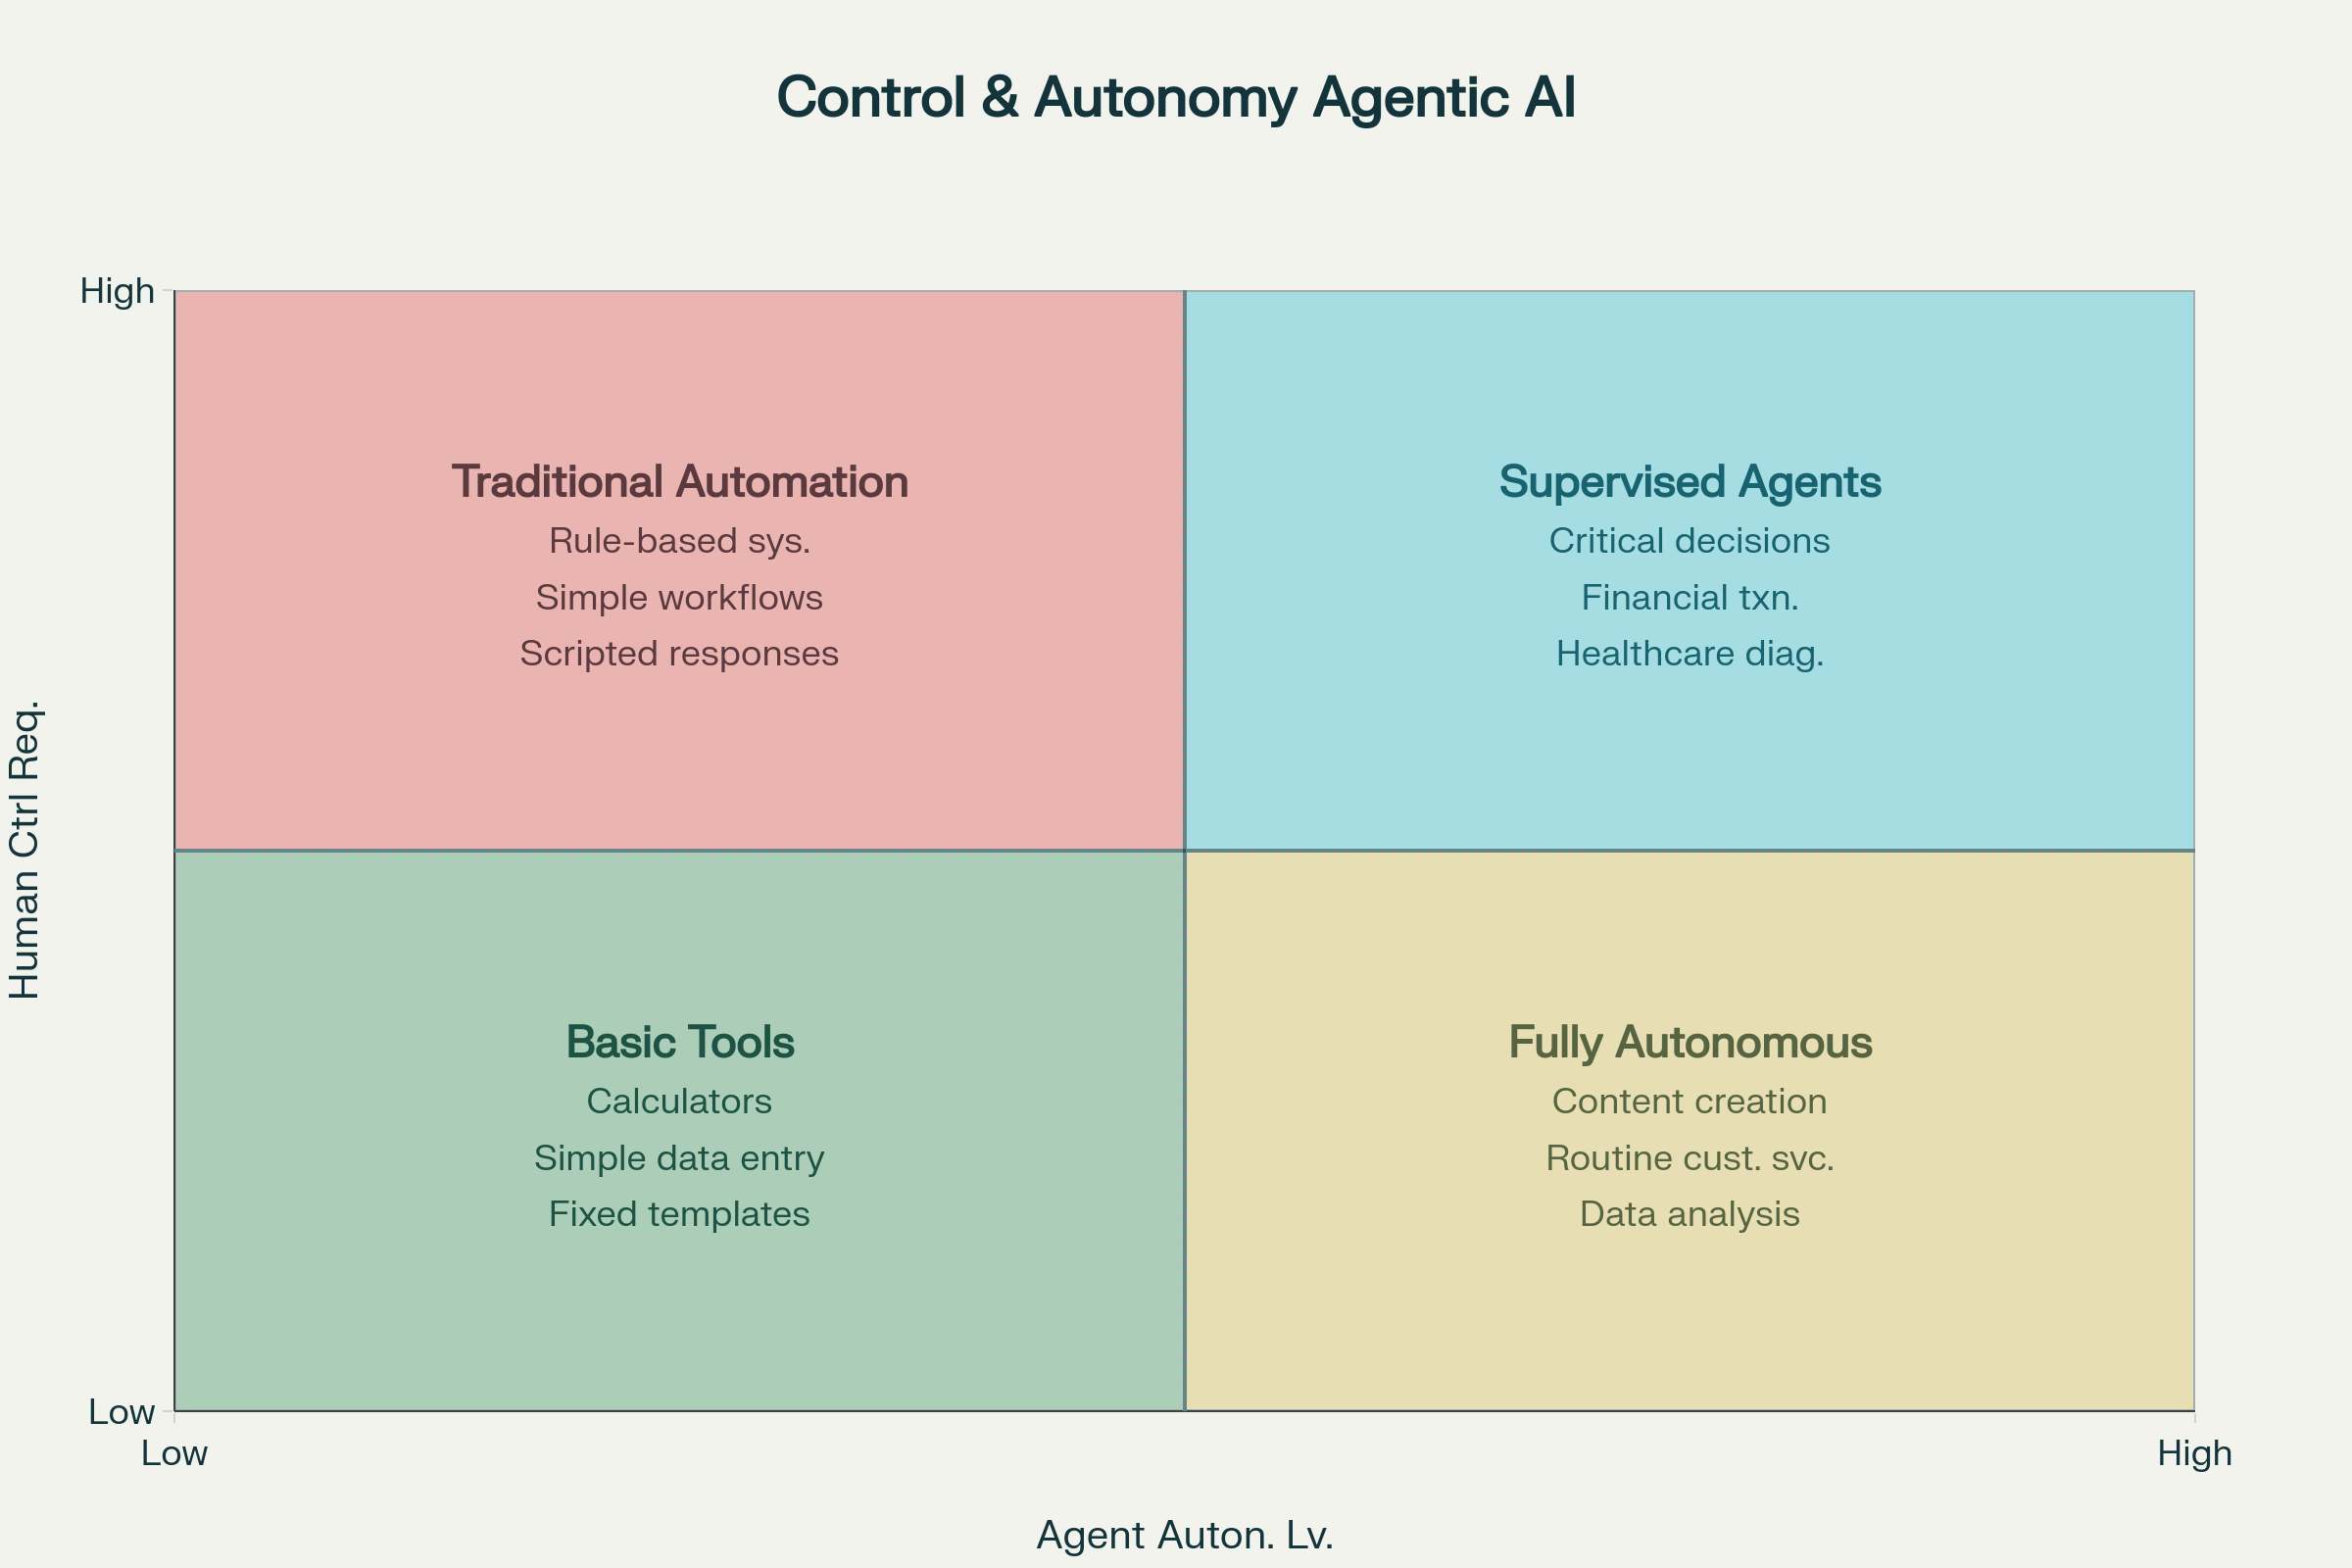 Control & Autonomy Agentic AI
High
Traditional Automation
Rule-based sys.
Simple workflows
Scripted responses
Supervised Agents
Critical decisions
Financial txn.
Healthcare diag.
Human Ctrl Req.
Basic Tools
Calculators
Simple data entry
Fixed templates
Fully Autonomous
Content creation
Routine cust. svc.
Data analysis
Low
Low
High
Agent Auton. Lv.